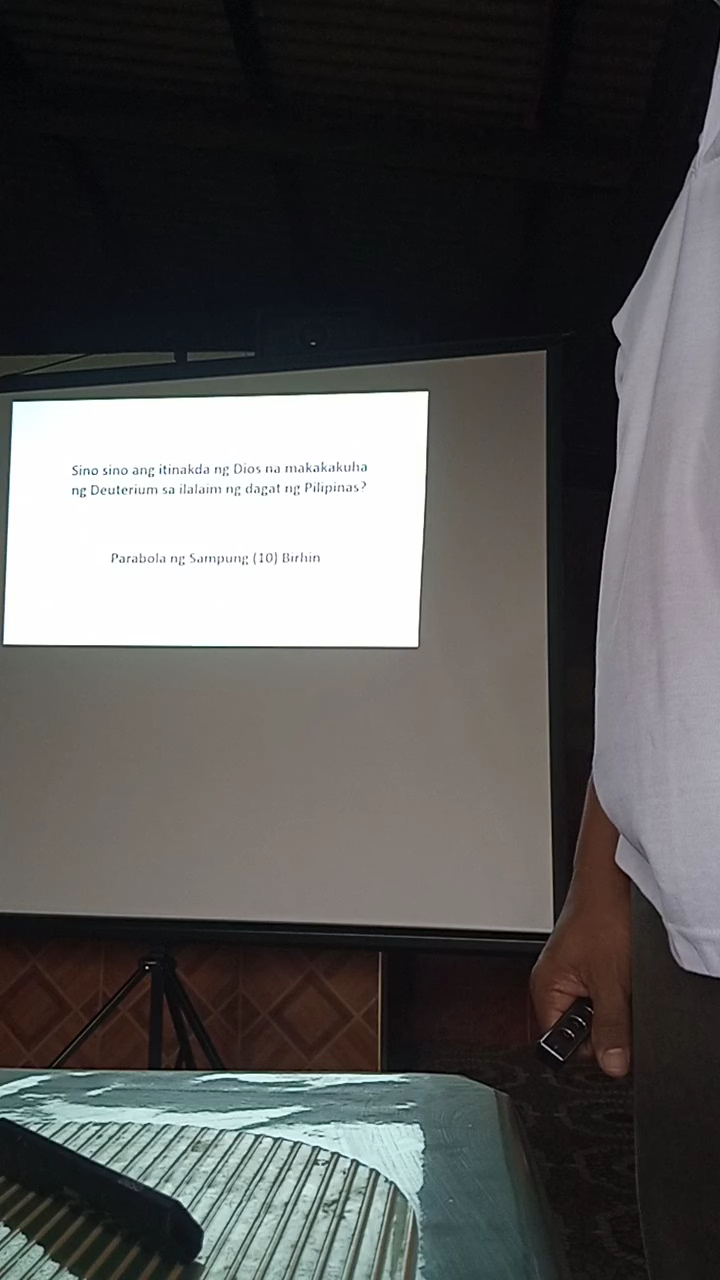 Sino sino ang itinakda ng Dios na makakakuha
ng Deuterium sa ilalaim ng dagat ng Pilipinas?
Parabola ng Sampung (10) Birhin